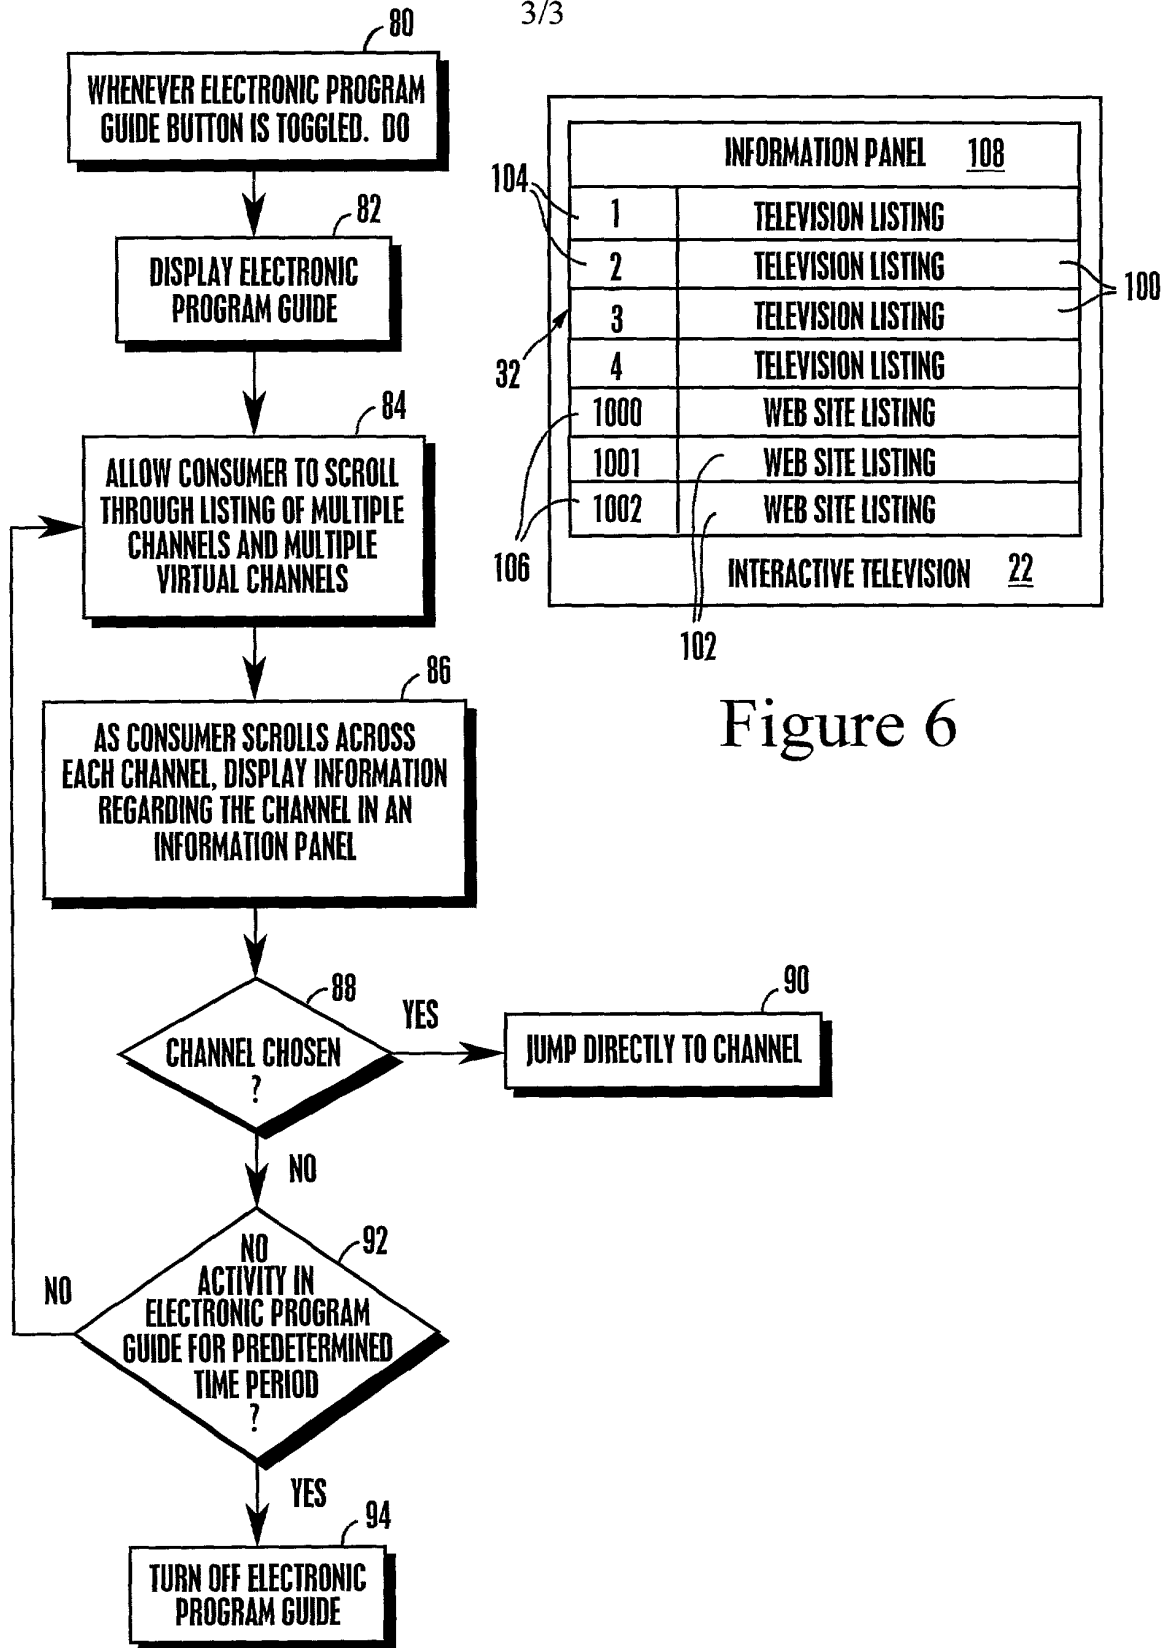 3/3
80
WHENEVER ELECTRONIC PROGRAM
GUIDE BUTTON IS TOGGLED. DO
82
DISPLAY ELECTRONIC
PROGRAM GUIDE
84
ALLOW CONSUMER TO SCROLL
THROUGH LISTING OF MULTIPLE
CHANNELS AND MULTIPLE
VIRTUAL CHANNELS
86
AS CONSUMER SCROLLS ACROSS
EACH CHANNEL, DISPLAY INFORMATION
REGARDING THE CHANNEL IN AN
INFORMATION PANEL
88
CHANNEL CHOSEN
?
YES
90
JUMP DIRECTLY TO CHANNEL
NO
92
NO
ACTIVITY IN
ELECTRONIC PROGRAM
GUIDE FOR PREDETERMINED
TIME PERIOD
?
NO
YES
94
TURN OFF ELECTRONIC
PROGRAM GUIDE
INFORMATION PANEL 108
104
1 TELEVISION LISTING
2 TELEVISION LISTING
100
3 TELEVISION LISTING
32
4 TELEVISION LISTING
1000 WEB SITE LISTING
1001 WEB SITE LISTING
1002 WEB SITE LISTING
106
INTERACTIVE TELEVISION 22
102
Figure 6